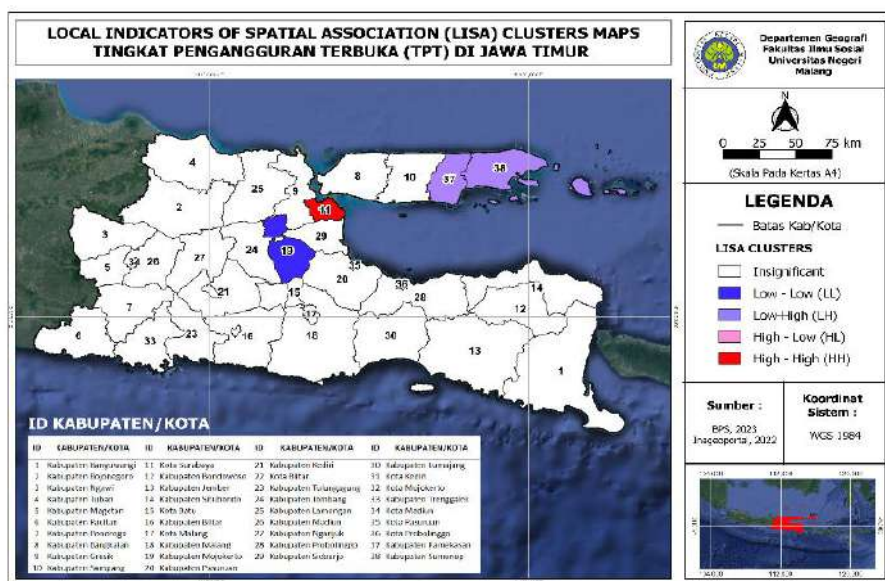 LOCAL INDICATORS OF SPATIAL ASSOCIATION (LISA) CLUSTERS MAPS
TINGKAT PENGANGGURAN TERBUKA (TPT) DI JAWA TIMUR
Departemen Geografi
Fakultas Ilmu Sosial
Universitas Negeri
Malang
N
0 25 50 75 km
(Skala Pada Kertas A4)
LEGENDA
Batas Kab/Kota
LISA CLUSTERS
Insignificant
Low - Low (LL)
Low-High (LH)
High - Low (HL)
High - High (HH)
Sumber :
BPS, 2023
Inageoportal, 2022
Koordinat
Sistem :
WGS 1984
4
25
9
8
10
37
38
2
11
3
5
26
27
24
19
29
20
21
15
36
28
14
12
7
17
6
33
23
16
18
30
13
1
ID KABUPATEN/KOTA
ID KABUPATEN/KOTA ID KABUPATEN/KOTA ID KABUPATEN/KOTA ID KABUPATEN/KOTA
1 Kabupaten Banyuwangi 11 Kota Surabaya 21 Kabupaten Kediri 30 Kabupaten Lumajang
2 Kabupaten Bojonegoro 12 Kabupaten Bondowoso 22 Kota Blitar 31 Kota Kediri
3 Kabupaten Ngawi 13 Kabupaten Jember 23 Kabupaten Tulungagung 32 Kota Mojokerto
4 Kabupaten Tuban 14 Kabupaten Situbondo 24 Kabupaten Jombang 33 Kabupaten Trenggalek
5 Kabupaten Magetan 15 Kota Batu 25 Kabupaten Lamongan 34 Kota Madiun
6 Kabupaten Pacitan 16 Kabupaten Blitar 26 Kabupaten Madiun 35 Kota Pasuruan
7 Kabupaten Ponorogo 17 Kota Malang 27 Kabupaten Nganjuk 36 Kota Probolinggo
8 Kabupaten Bangkalan 18 Kabupaten Malang 28 Kabupaten Probolinggo 37 Kabupaten Pamekasan
9 Kabupaten Gresik 19 Kabupaten Mojokerto 29 Kabupaten Sidoarjo 38 Kabupaten Sumenep
10 Kabupaten Sampang 20 Kabupaten Pasuruan